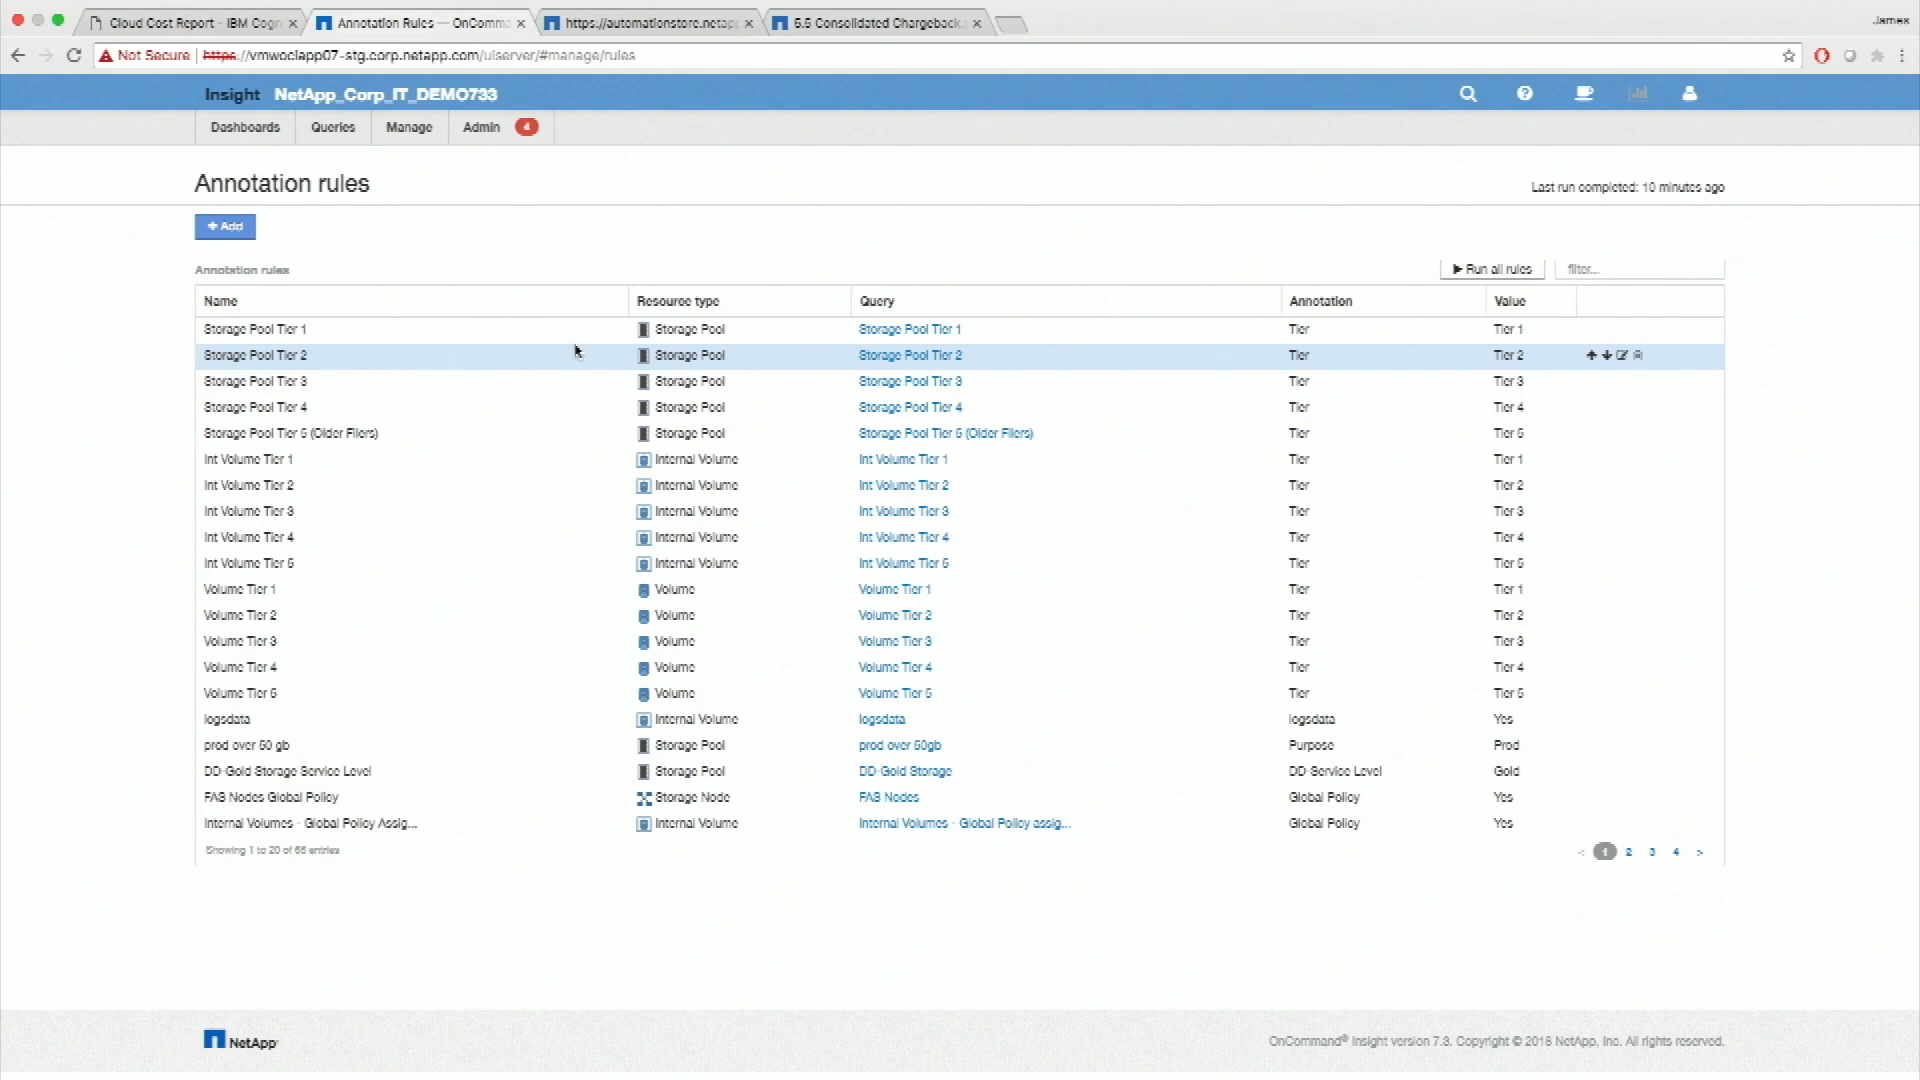 Cloud Cost Report - IBM Cogn
Annotation Rules — OnComm
https://automationstore.netapp
5.5 Consolidated Chargeback
James
Not Secure | https://vmwociapp07-stg.corp.netapp.com/uiserver/#manage/rules
Insight NetApp_Corp_IT_DEMO733
Dashboards Queries Manage Admin 4
Annotation rules
Last run completed: 10 minutes ago
+ Add
Annotation rules
Run all rules
filter...
Name Resource type Query Annotation Value
Storage Pool Tier 1 Storage Pool Storage Pool Tier 1 Tier Tier 1
Storage Pool Tier 2 Storage Pool Storage Pool Tier 2 Tier Tier 2
Storage Pool Tier 3 Storage Pool Storage Pool Tier 3 Tier Tier 3
Storage Pool Tier 4 Storage Pool Storage Pool Tier 4 Tier Tier 4
Storage Pool Tier 5 (Older Filers) Storage Pool Storage Pool Tier 5 (Older Filers) Tier Tier 5
Int Volume Tier 1 Internal Volume Int Volume Tier 1 Tier Tier 1
Int Volume Tier 2 Internal Volume Int Volume Tier 2 Tier Tier 2
Int Volume Tier 3 Internal Volume Int Volume Tier 3 Tier Tier 3
Int Volume Tier 4 Internal Volume Int Volume Tier 4 Tier Tier 4
Int Volume Tier 5 Internal Volume Int Volume Tier 5 Tier Tier 5
Volume Tier 1 Volume Volume Tier 1 Tier Tier 1
Volume Tier 2 Volume Volume Tier 2 Tier Tier 2
Volume Tier 3 Volume Volume Tier 3 Tier Tier 3
Volume Tier 4 Volume Volume Tier 4 Tier Tier 4
Volume Tier 5 Volume Volume Tier 5 Tier Tier 5
logsdata Internal Volume logsdata logsdata Yes
prod over 50 gb Storage Pool prod over 50gb Purpose Prod
DD-Gold Storage Service Level Storage Pool DD-Gold Storage DD-Service Level Gold
FAS Nodes Global Policy Storage Node FAS Nodes Global Policy Yes
Internal Volumes - Global Policy Assig... Internal Volume Internal Volumes - Global Policy assig... Global Policy Yes
Showing 1 to 20 of 66 entries
< 1 2 3 4 >
NetApp
OnCommand® Insight version 7.3. Copyright © 2018 NetApp, Inc. All rights reserved.